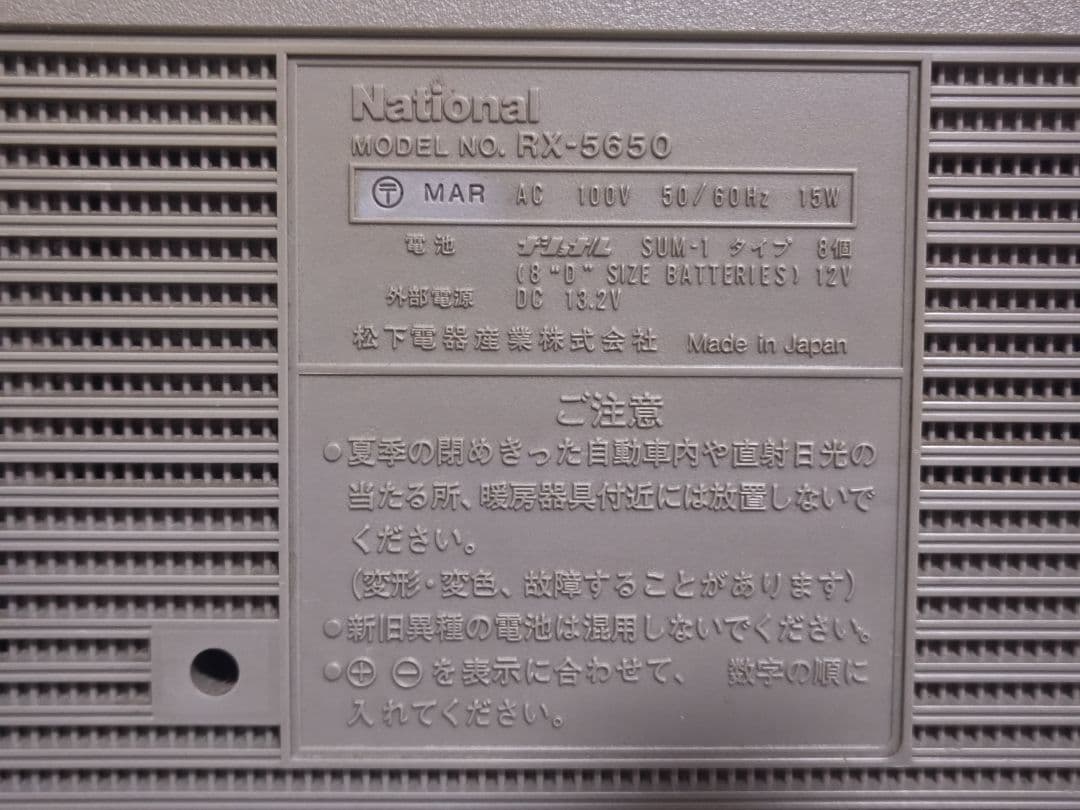 National
MODEL NO. RX-5650
〒 MAR AC 100V 50/60Hz 15W
電池 ナショナル SUM-1 タイプ 8個
(8 "D" SIZE BATTERIES) 12V
外部電源 DC 13.2V
松下電器産業株式会社 Made in Japan
ご注意
●夏季の閉めきった自動車内や直射日光の
当たる所、暖房器具付近には放置しないで
ください。
(変形・変色、故障することがあります)
●新旧異種の電池は混用しないでください。
●⊕ ⊖を表示に合わせて、 数字の順に
入れてください。